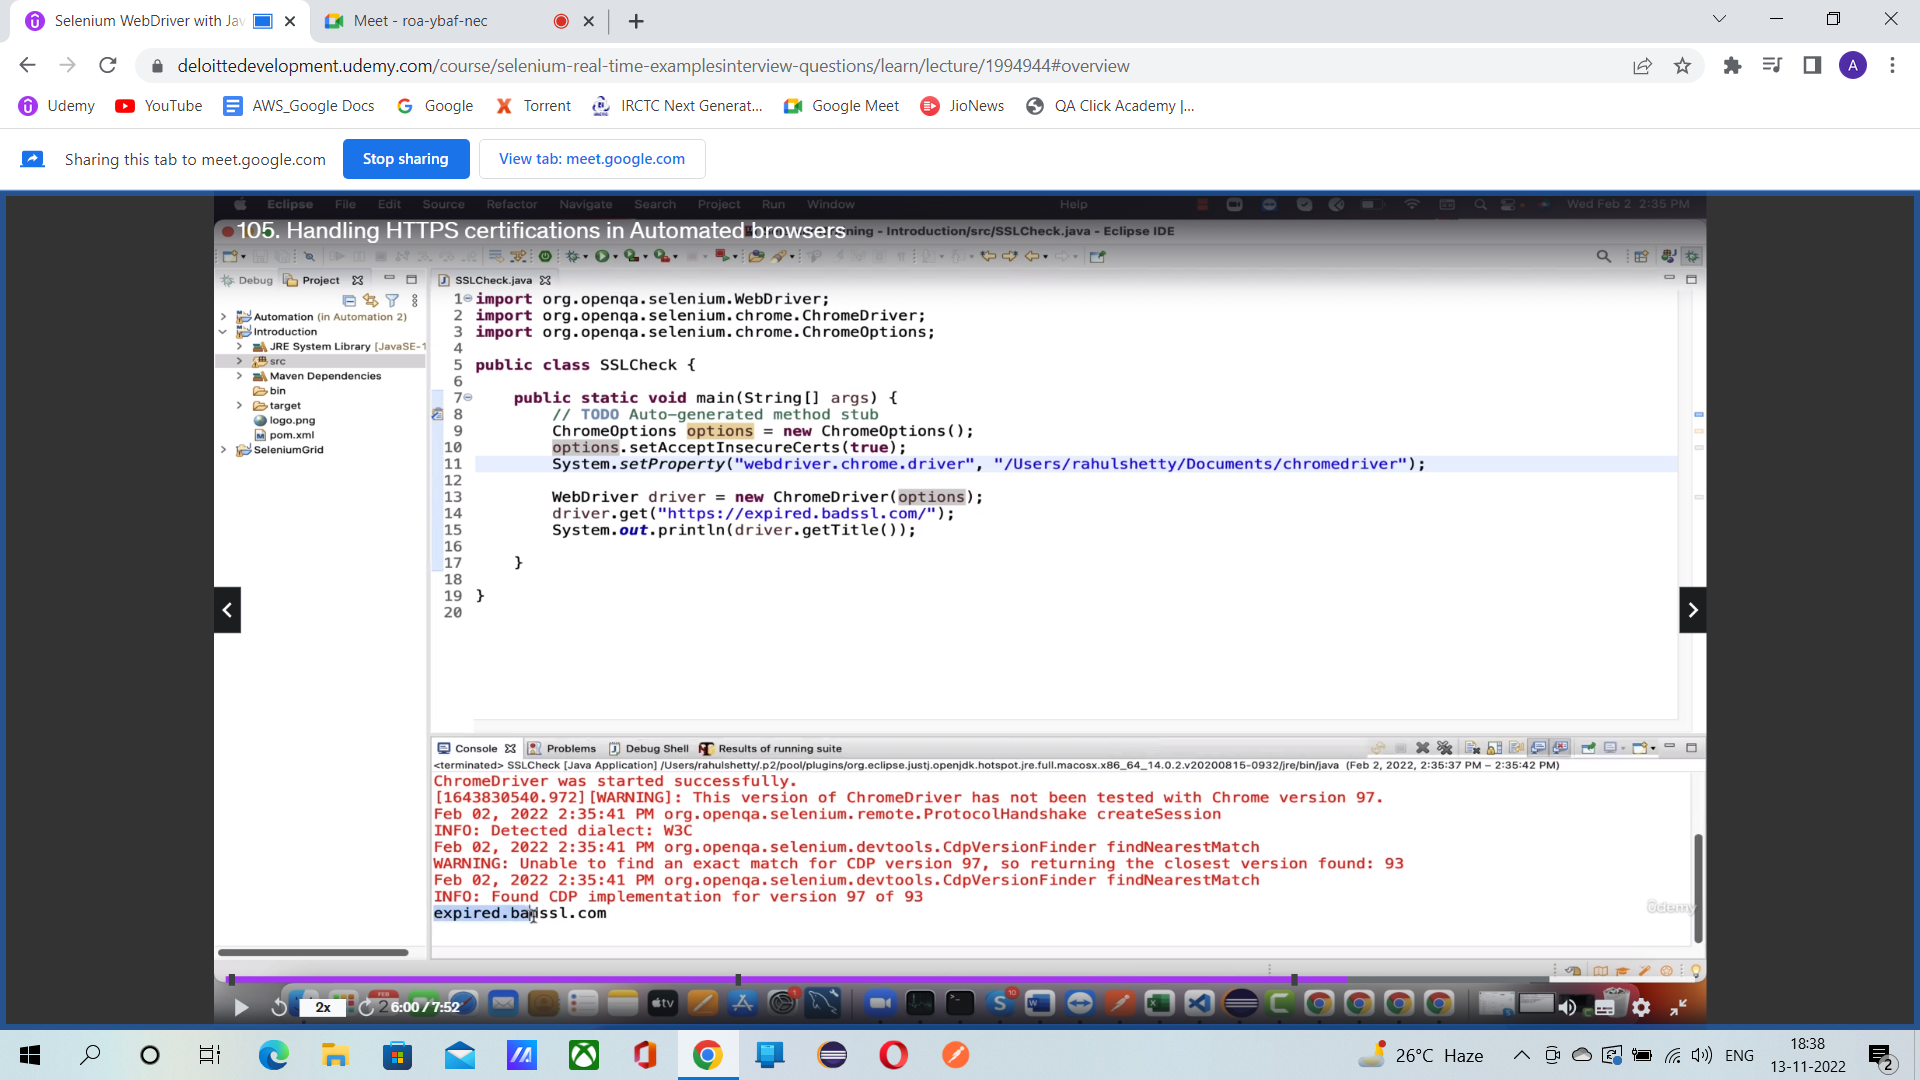 Selenium WebDriver with Jav
Meet - roa-ybaf-nec
deloittedevelopment.udemy.com/course/selenium-real-time-examplesinterview-questions/learn/lecture/1994944#overview
A
Udemy
YouTube
AWS_Google Docs
Google
Torrent
IRCTC Next Generat...
Google Meet
JioNews
QA Click Academy |...
Sharing this tab to meet.google.com
Stop sharing
View tab: meet.google.com
Eclipse File Edit Source Refactor Navigate Search Project Run Window Help
Wed Feb 2 2:35 PM
105. Handling HTTPS certifications in Automated browsers
- Introduction/src/SSLCheck.java - Eclipse IDE
Debug
Project
Automation (in Automation 2)
Introduction
JRE System Library [JavaSE-1
src
Maven Dependencies
bin
target
logo.png
pom.xml
SeleniumGrid
SSLCheck.java
1 import org.openqa.selenium.WebDriver;
2 import org.openqa.selenium.chrome.ChromeDriver;
3 import org.openqa.selenium.chrome.ChromeOptions;
4
5 public class SSLCheck {
6
7 public static void main(String[] args) {
8 // TODO Auto-generated method stub
9 ChromeOptions options = new ChromeOptions();
10 options.setAcceptInsecureCerts(true);
11 System.setProperty("webdriver.chrome.driver", "/Users/rahulshetty/Documents/chromedriver");
12
13 WebDriver driver = new ChromeDriver(options);
14 driver.get("https://expired.badssl.com/");
15 System.out.println(driver.getTitle());
16
17 }
18
19 }
20
Console
Problems
Debug Shell
Results of running suite
<terminated> SSLCheck [Java Application] /Users/rahulshetty/.p2/pool/plugins/org.eclipse.justj.openjdk.hotspot.jre.full.macosx.x86_64_14.0.2.v20200815-0932/jre/bin/java (Feb 2, 2022, 2:35:37 PM – 2:35:42 PM)
ChromeDriver was started successfully.
[1643830540.972][WARNING]: This version of ChromeDriver has not been tested with Chrome version 97.
Feb 02, 2022 2:35:41 PM org.openqa.selenium.remote.ProtocolHandshake createSession
INFO: Detected dialect: W3C
Feb 02, 2022 2:35:41 PM org.openqa.selenium.devtools.CdpVersionFinder findNearestMatch
WARNING: Unable to find an exact match for CDP version 97, so returning the closest version found: 93
Feb 02, 2022 2:35:41 PM org.openqa.selenium.devtools.CdpVersionFinder findNearestMatch
INFO: Found CDP implementation for version 97 of 93
expired.badssl.com
ûdemy
2x
6:00 / 7:52
tv
26°C Haze
ENG
18:38
13-11-2022
2